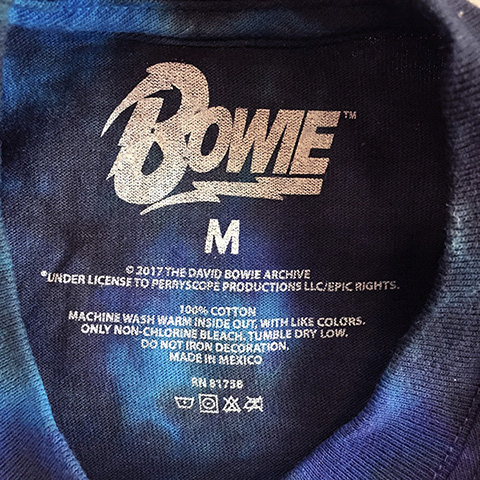 BOWIE™
M
© 2017 THE DAVID BOWIE ARCHIVE
*UNDER LICENSE TO PERRYSCOPE PRODUCTIONS LLC/EPIC RIGHTS.
100% COTTON
MACHINE WASH WARM INSIDE OUT, WITH LIKE COLORS.
ONLY NON-CHLORINE BLEACH. TUMBLE DRY LOW.
DO NOT IRON DECORATION.
MADE IN MEXICO
RN 81736